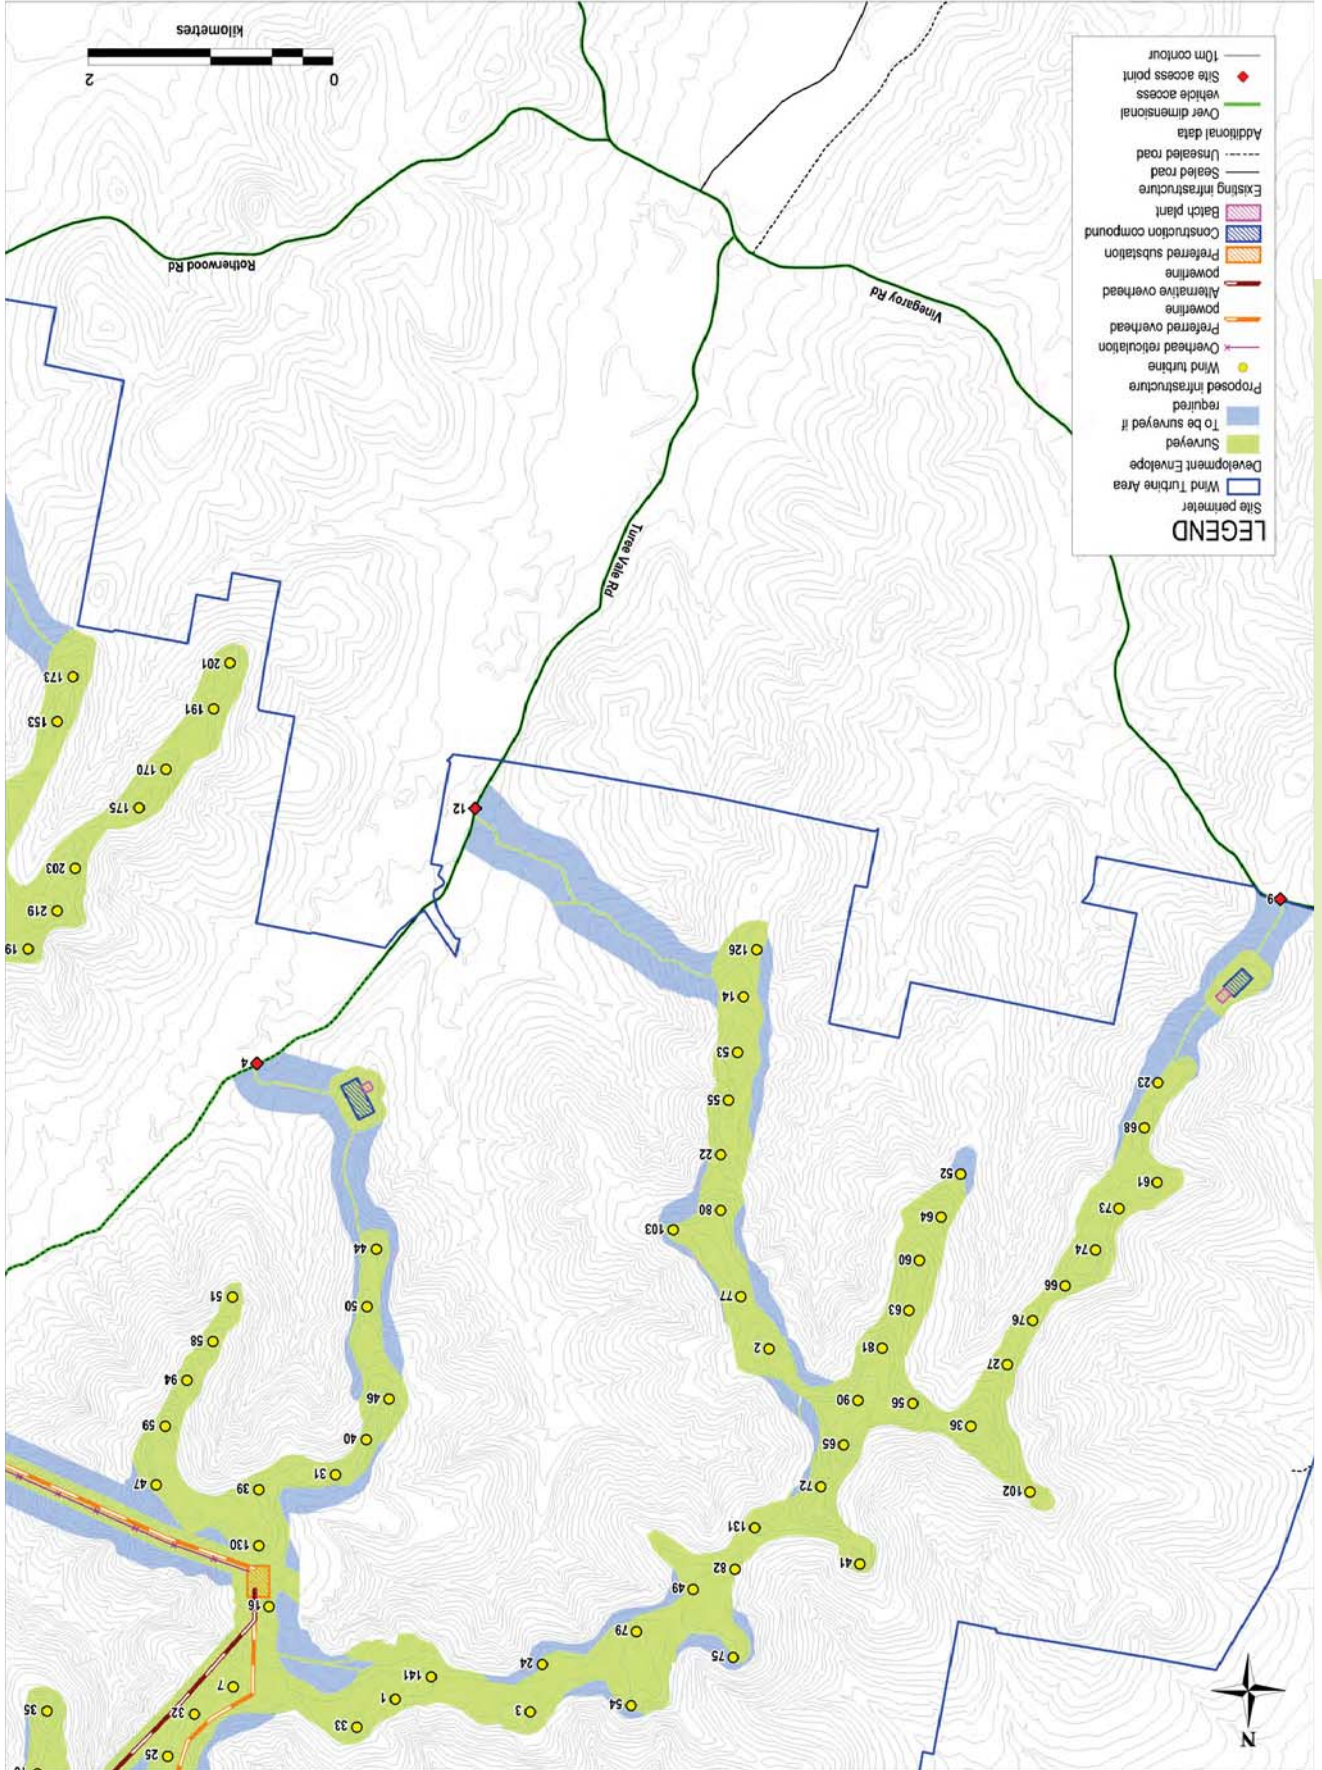 N
25
33
32
3
35
54
1
7
141
24
75
79
16
49
82
41
130
131
102
39
72
47
31
65
40
36
59
56
90
46
94
27
2
81
58
76
63
50
77
51
66
60
74
44
103
64
80
73
61
52
22
68
55
23
4
53
14
126
19
219
9
203
12
175
170
153
191
173
201
Turee Vale Rd
Vinegaroy Rd
Rotherwood Rd
LEGEND
Site perimeter
Wind Turbine Area
Development Envelope
Surveyed
To be surveyed if
required
Proposed infrastructure
Wind turbine
Overhead reticulation
Preferred overhead
powerline
Alternative overhead
powerline
Preferred substation
Construction compound
Batch plant
Existing infrastructure
Sealed road
Unsealed road
Additional data
Over dimensional
vehicle access
Site access point
10m contour
0 2
kilometres